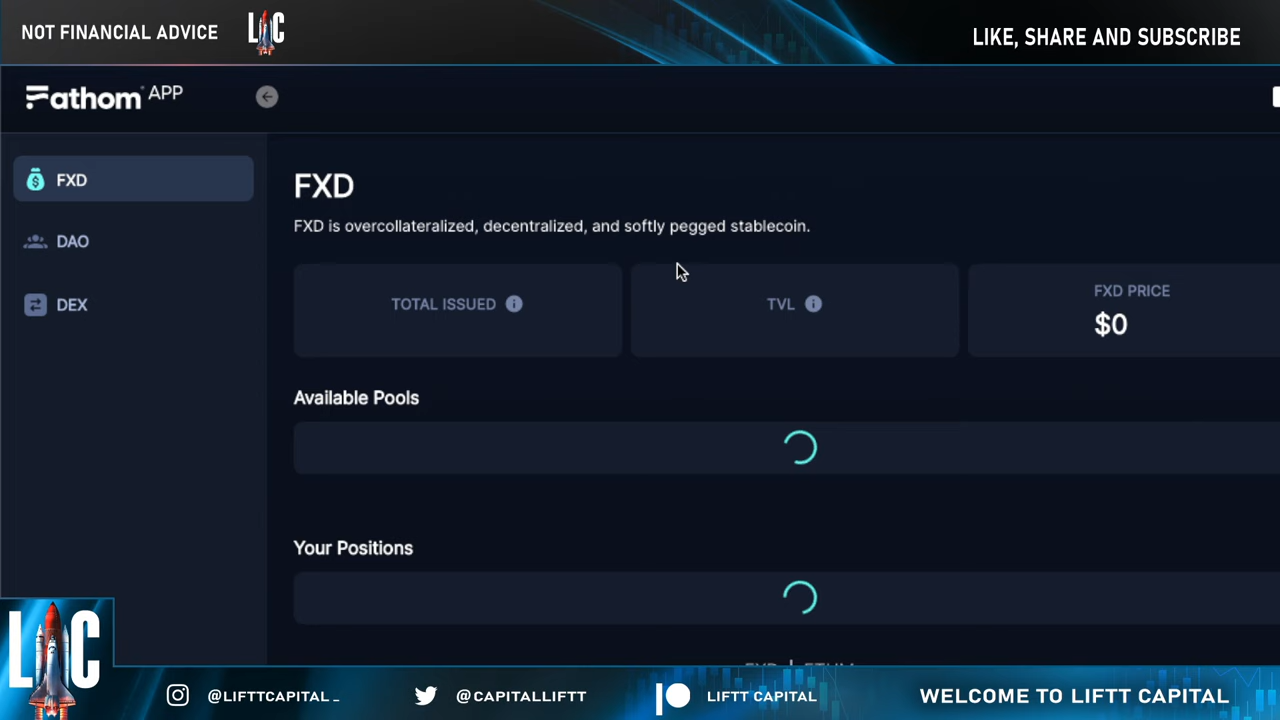 NOT FINANCIAL ADVICE
LC
LIKE, SHARE AND SUBSCRIBE
Fathom APP
FXD
DAO
DEX
FXD
FXD is overcollateralized, decentralized, and softly pegged stablecoin.
TOTAL ISSUED
TVL
FXD PRICE
$0
Available Pools
Your Positions
LC
@LIFTTCAPITAL_
@CAPITALLIFTT
LIFTT CAPITAL
WELCOME TO LIFTT CAPITAL